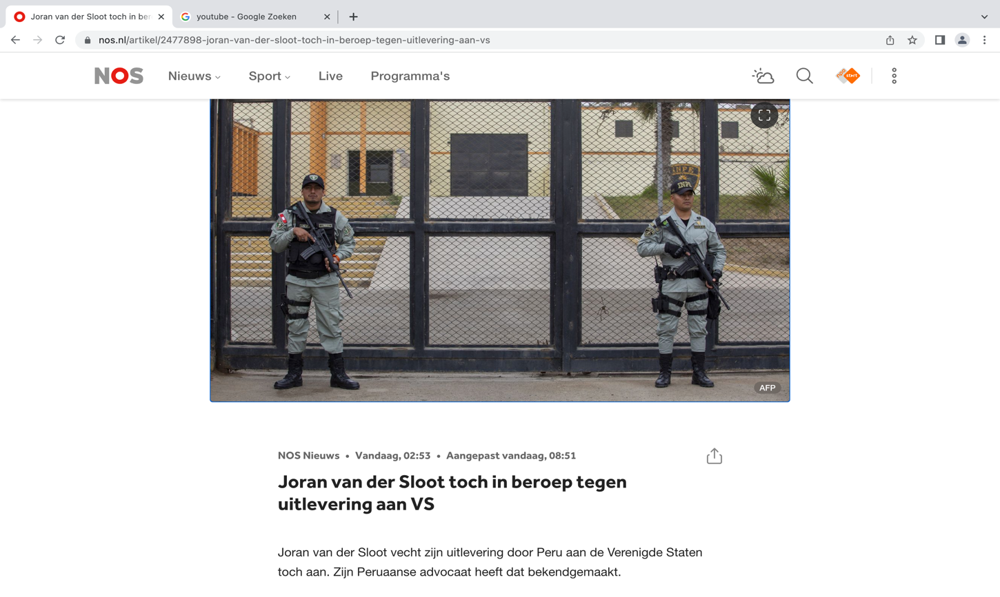 Joran van der Sloot toch in ber
youtube - Google Zoeken
nos.nl/artikel/2477898-joran-van-der-sloot-toch-in-beroep-tegen-uitlevering-aan-vs
NOS
Nieuws
Sport
Live
Programma's
npo start
INPE
INPE
AFP
NOS Nieuws • Vandaag, 02:53 • Aangepast vandaag, 08:51
Joran van der Sloot toch in beroep tegen
uitlevering aan VS
Joran van der Sloot vecht zijn uitlevering door Peru aan de Verenigde Staten
toch aan. Zijn Peruaanse advocaat heeft dat bekendgemaakt.